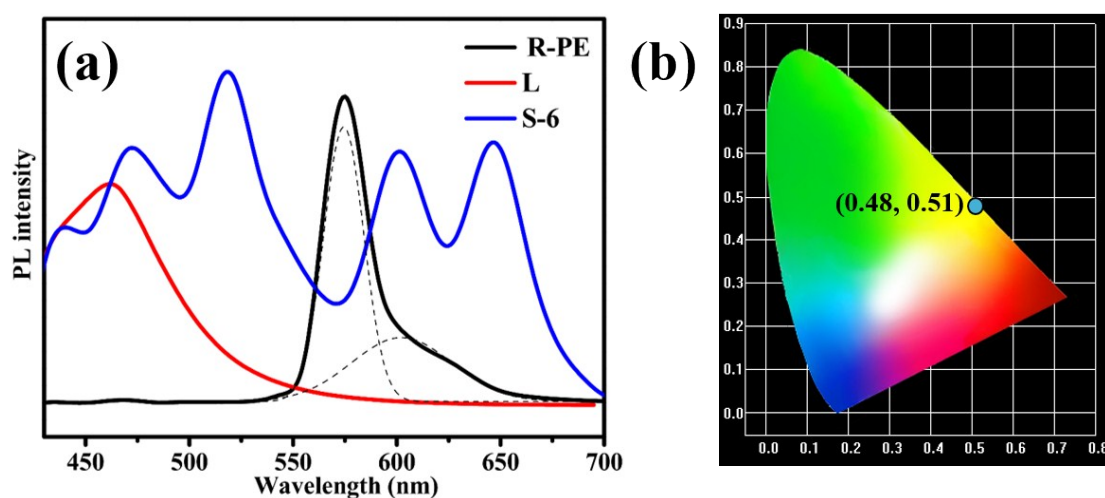 (a)
R-PE
L
S-6
PL intensity
450 500 550 600 650 700
Wavelength (nm)
(b)
0.9
0.8
0.7
0.6
0.5
(0.48, 0.51)
0.4
0.3
0.2
0.1
0.0
0.0 0.1 0.2 0.3 0.4 0.5 0.6 0.7 0.8